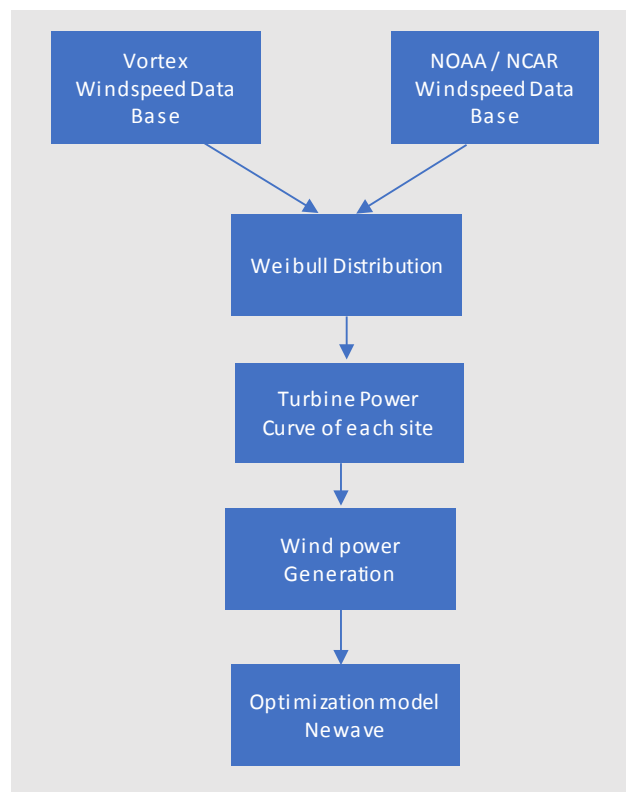 Vortex
Windspeed Data
Base
NOAA / NCAR
Windspeed Data
Base
Weibull Distribution
Turbine Power
Curve of each site
Wind power
Generation
Optimization model
Newave